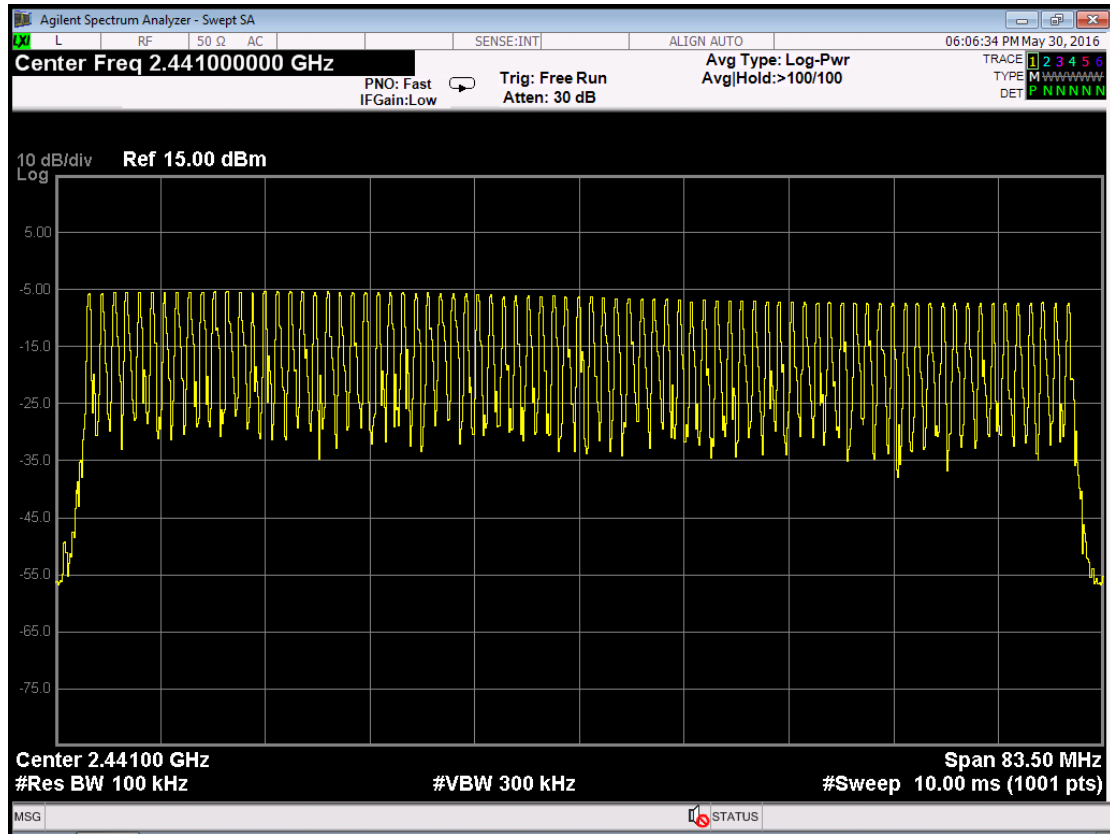 Agilent Spectrum Analyzer - Swept SA
LXI L RF 50 Ω AC SENSE:INT ALIGN AUTO 06:06:34 PM May 30, 2016
Center Freq 2.441000000 GHz Avg Type: Log-Pwr TRACE 1 2 3 4 5 6
PNO: Fast Trig: Free Run Avg|Hold:>100/100 TYPE M WWWWW
IFGain:Low Atten: 30 dB DET P N N N N N
10 dB/div Ref 15.00 dBm
Log
5.00
-5.00
-15.0
-25.0
-35.0
-45.0
-55.0
-65.0
-75.0
Center 2.44100 GHz Span 83.50 MHz
#Res BW 100 kHz #VBW 300 kHz #Sweep 10.00 ms (1001 pts)
MSG STATUS